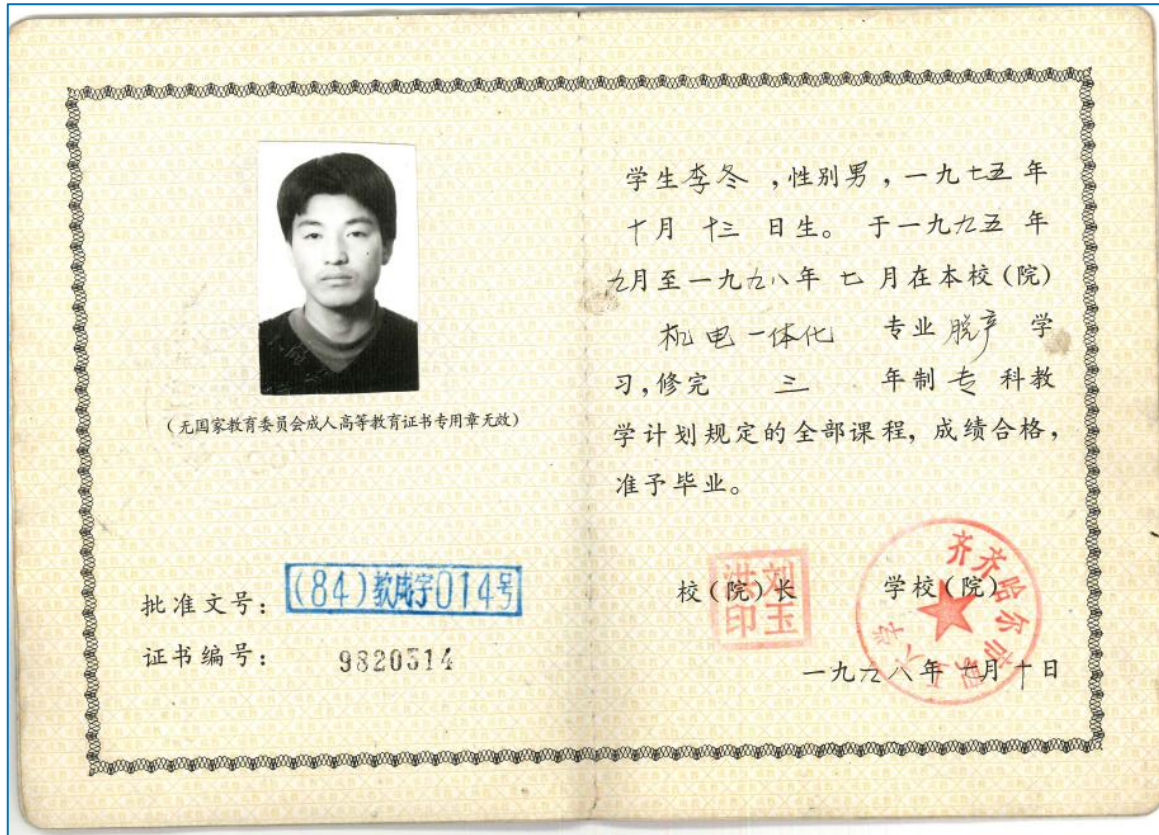 (无国家教育委员会成人高等教育证书专用章无效)
批准文号:
(84)教成字014号
证书编号: 9820314
学生李冬 ,性别男,一九七五年
十月 十三 日生。 于一九九五 年
九月至一九九八年 七 月在本校(院)
机电一体化 专业 脱产 学
习,修完 三 年制 专 科教
学计划规定的全部课程, 成绩合格,
准予毕业。
校(院)长 学校(院)
刘玉洪印
齐齐哈尔市职工大学
一九九八年 七月十日